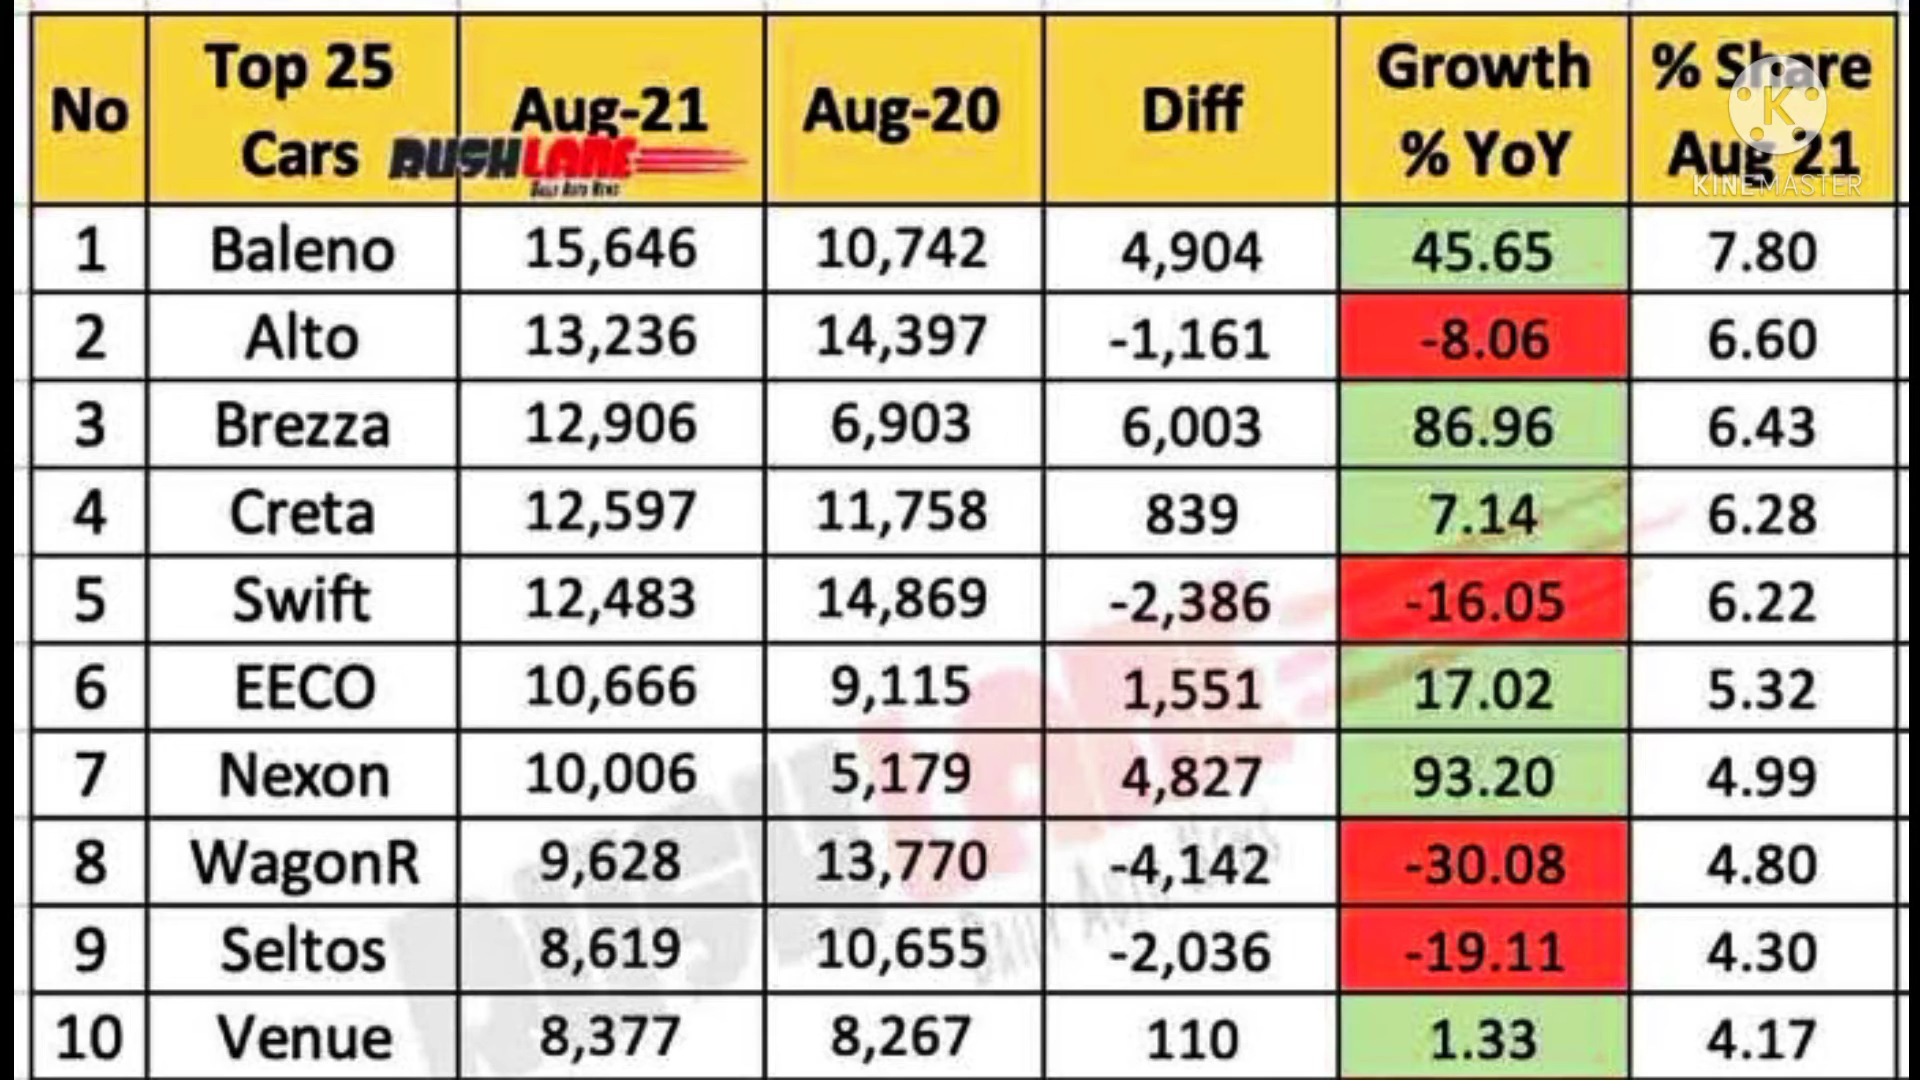 No Top 25 Cars Aug-21 Aug-20 Diff Growth % YoY % Share Aug 21
RUSHLANE
DAILY AUTO NEWS
K
KINEMASTER
1 Baleno 15,646 10,742 4,904 45.65 7.80
2 Alto 13,236 14,397 -1,161 -8.06 6.60
3 Brezza 12,906 6,903 6,003 86.96 6.43
4 Creta 12,597 11,758 839 7.14 6.28
5 Swift 12,483 14,869 -2,386 -16.05 6.22
6 EECO 10,666 9,115 1,551 17.02 5.32
7 Nexon 10,006 5,179 4,827 93.20 4.99
8 WagonR 9,628 13,770 -4,142 -30.08 4.80
9 Seltos 8,619 10,655 -2,036 -19.11 4.30
10 Venue 8,377 8,267 110 1.33 4.17
RUSHLANE
DAILY AUTO NEWS